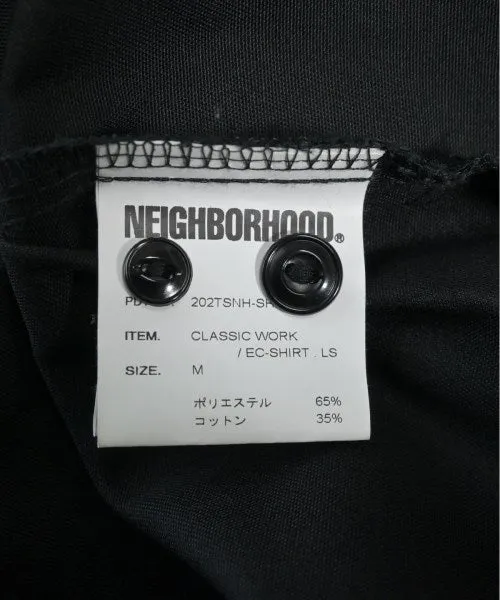 NEIGHBORHOOD®
202TSNH-SH
ITEM. CLASSIC WORK
/ EC-SHIRT . LS
SIZE. M
ポリエステル 65%
コットン 35%